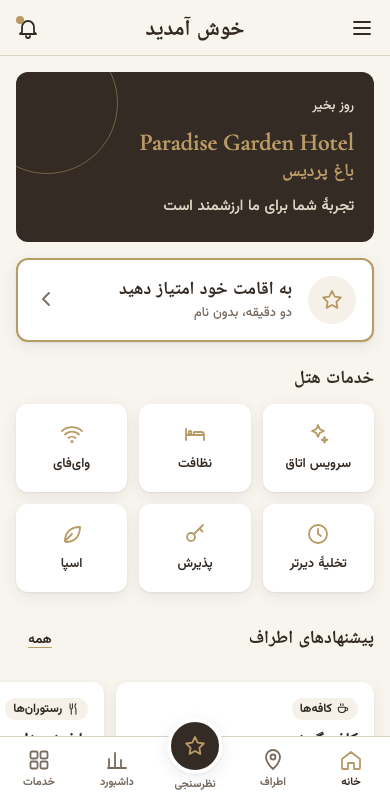 خوش آمدید
روز بخیر
Paradise Garden Hotel
باغ پردیس
تجربهٔ شما برای ما ارزشمند است
به اقامت خود امتیاز دهید
دو دقیقه، بدون نام
خدمات هتل
سرویس اتاق
نظافت
وای‌فای
تخلیهٔ دیرتر
پذیرش
اسپا
پیشنهادهای اطراف
همه
کافه‌ها
رستوران‌ها
خانه
اطراف
نظرسنجی
داشبورد
خدمات